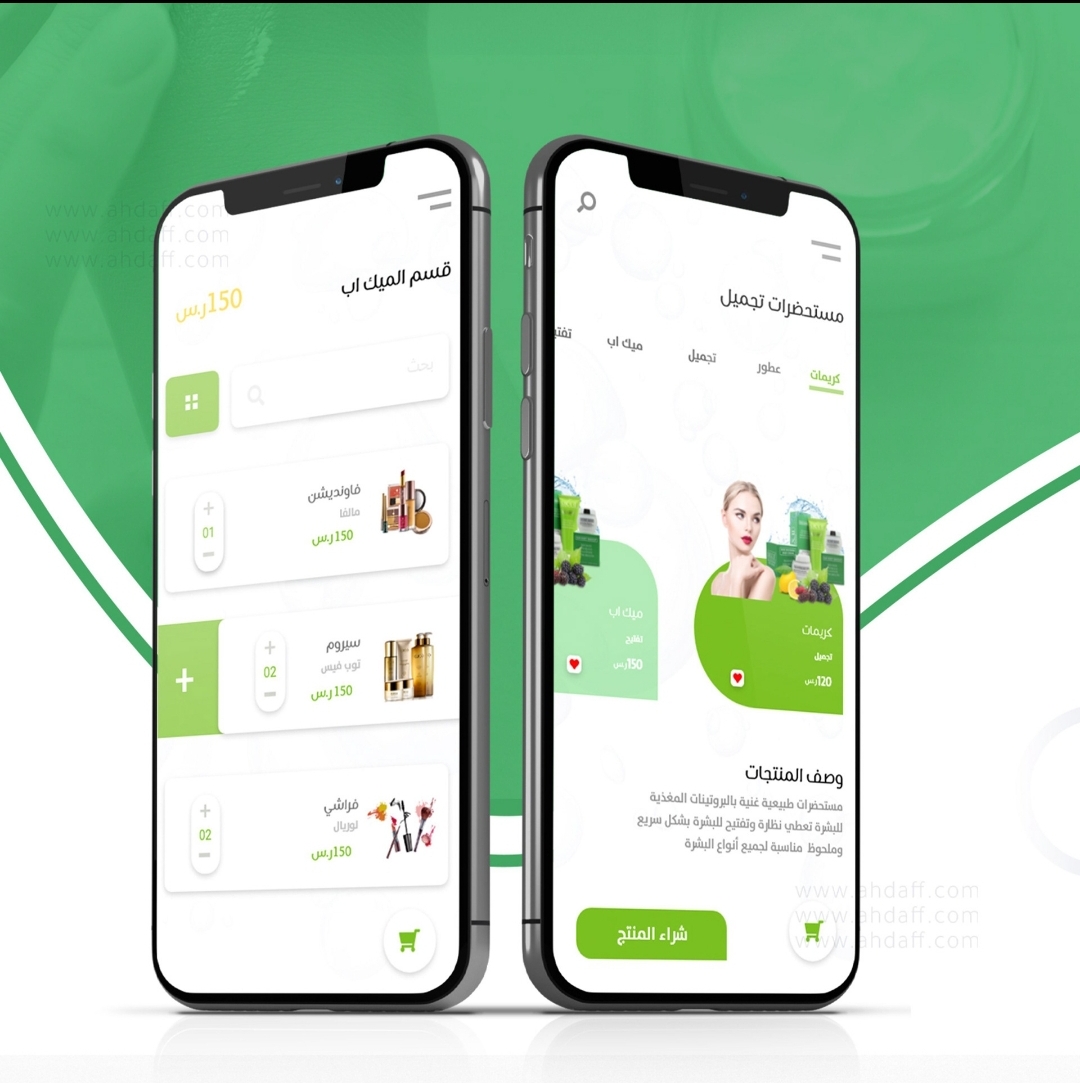 www.ahdaff.com
www.ahdaff.com
www.ahdaff.com
قسم الميك اب
150ر.س
بحث
فاونديشن
مالفا
150 ر.س
01
سيروم
توب فيس
150 ر.س
02
فراشي
لوريال
150ر.س
02
مستحضرات تجميل
كريمات
عطور
تجميل
ميك اب
تفتيح
كريمات
تجميل
120ر.س
ميك اب
تفتيح
150ر.س
وصف المنتجات
مستحضرات طبيعية غنية بالبروتينات المغذية
للبشرة تعطي نظارة وتفتيح للبشرة بشكل سريع
وملحوظ مناسبة لجميع أنواع البشرة
شراء المنتج
www.ahdaff.com
www.ahdaff.com
www.ahdaff.com